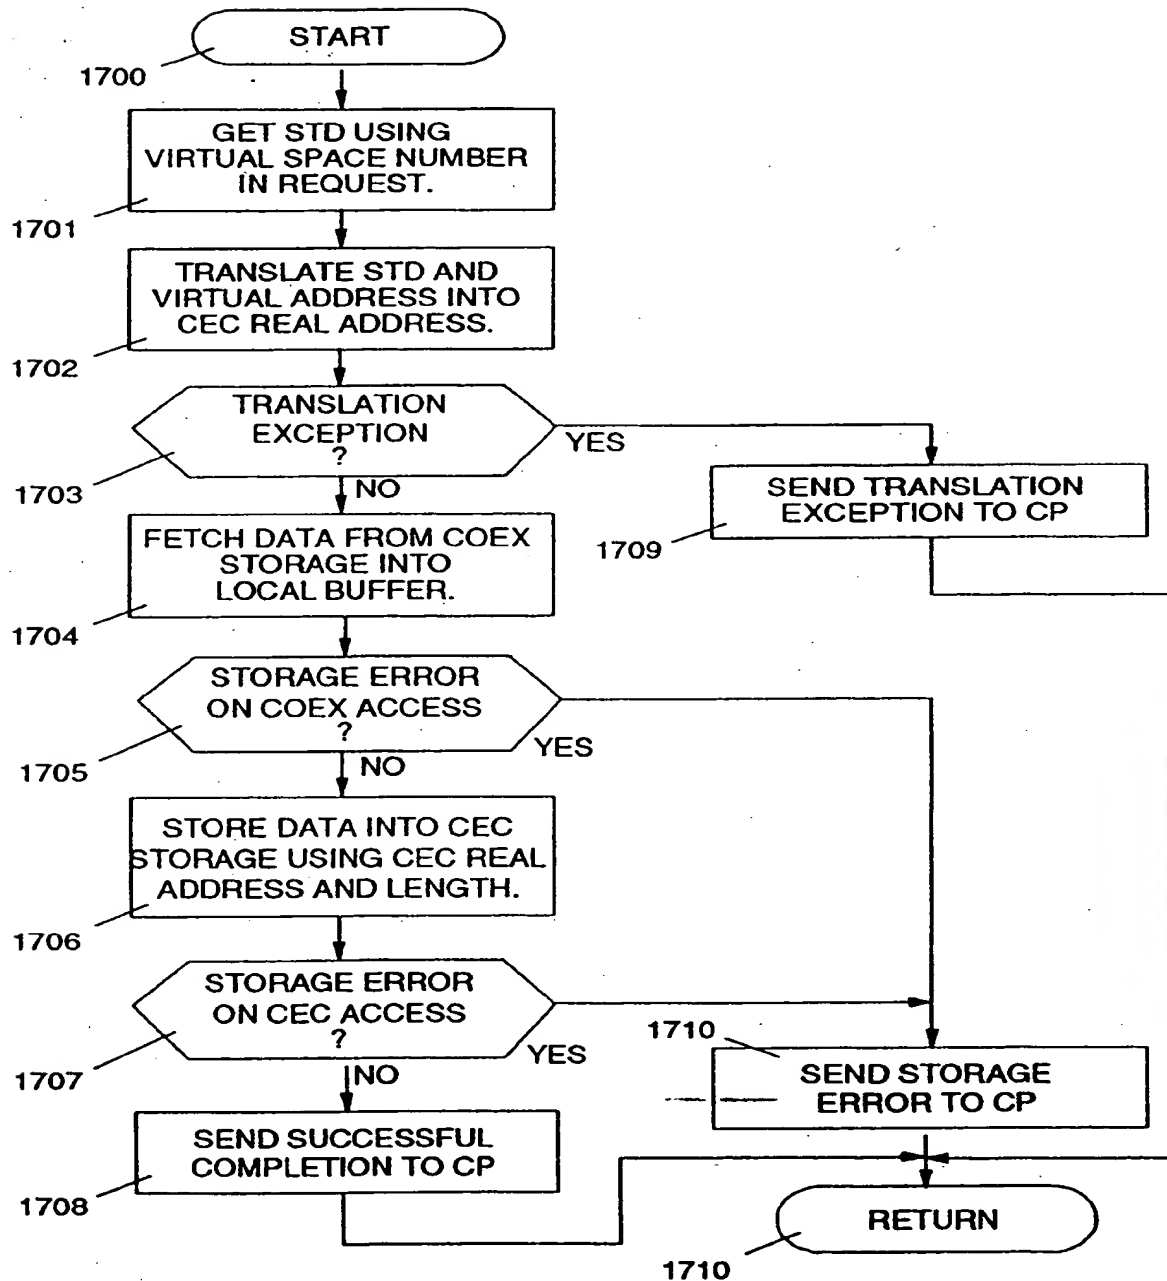 START
1700
GET STD USING
VIRTUAL SPACE NUMBER
IN REQUEST.
1701
TRANSLATE STD AND
VIRTUAL ADDRESS INTO
CEC REAL ADDRESS.
1702
TRANSLATION
EXCEPTION
?
YES
1703
NO
SEND TRANSLATION
EXCEPTION TO CP
1709
FETCH DATA FROM COEX
STORAGE INTO
LOCAL BUFFER.
1704
STORAGE ERROR
ON COEX ACCESS
?
YES
1705
NO
STORE DATA INTO CEC
STORAGE USING CEC REAL
ADDRESS AND LENGTH.
1706
STORAGE ERROR
ON CEC ACCESS
?
YES
1707
NO
1710
SEND STORAGE
ERROR TO CP
SEND SUCCESSFUL
COMPLETION TO CP
1708
RETURN
1710